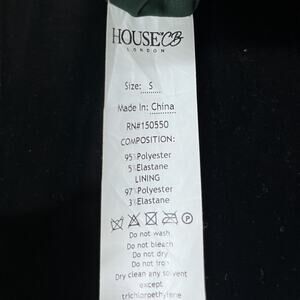 HOUSE CB
LONDON
Size: S
Made In: China
RN#150550
COMPOSITION:
95%Polyester
5%Elastane
LINING
97%Polyester
3%Elastane
P
Do not wash
Do not bleach
Do not dry
Do not iron
Dry clean any solvent
except
trichloroethylene